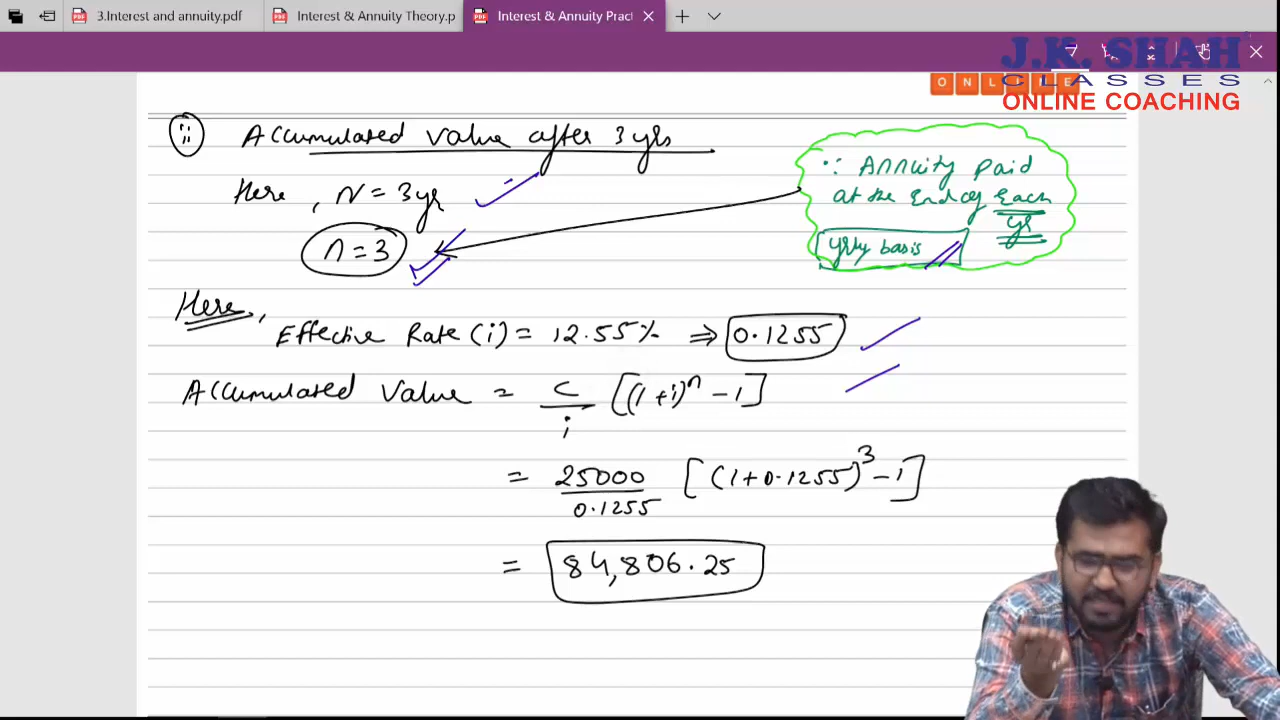 3.Interest and annuity.pdf
Interest & Annuity Theory.p
Interest & Annuity Pract
J.K. SHAH
CLASSES
ONLINE COACHING
ONLINE
ii Accumulated Value after 3 yrs
Here, N = 3yr
n = 3
∵ Annuity paid
at the End of Each
yr
yrly basis
Here,
Effective Rate (i) = 12.55% ⇒ 0.1255
Accumulated Value = C/i [(1+i)^n - 1]
= 25000/0.1255 [(1+0.1255)^3 - 1]
= 84,806.25